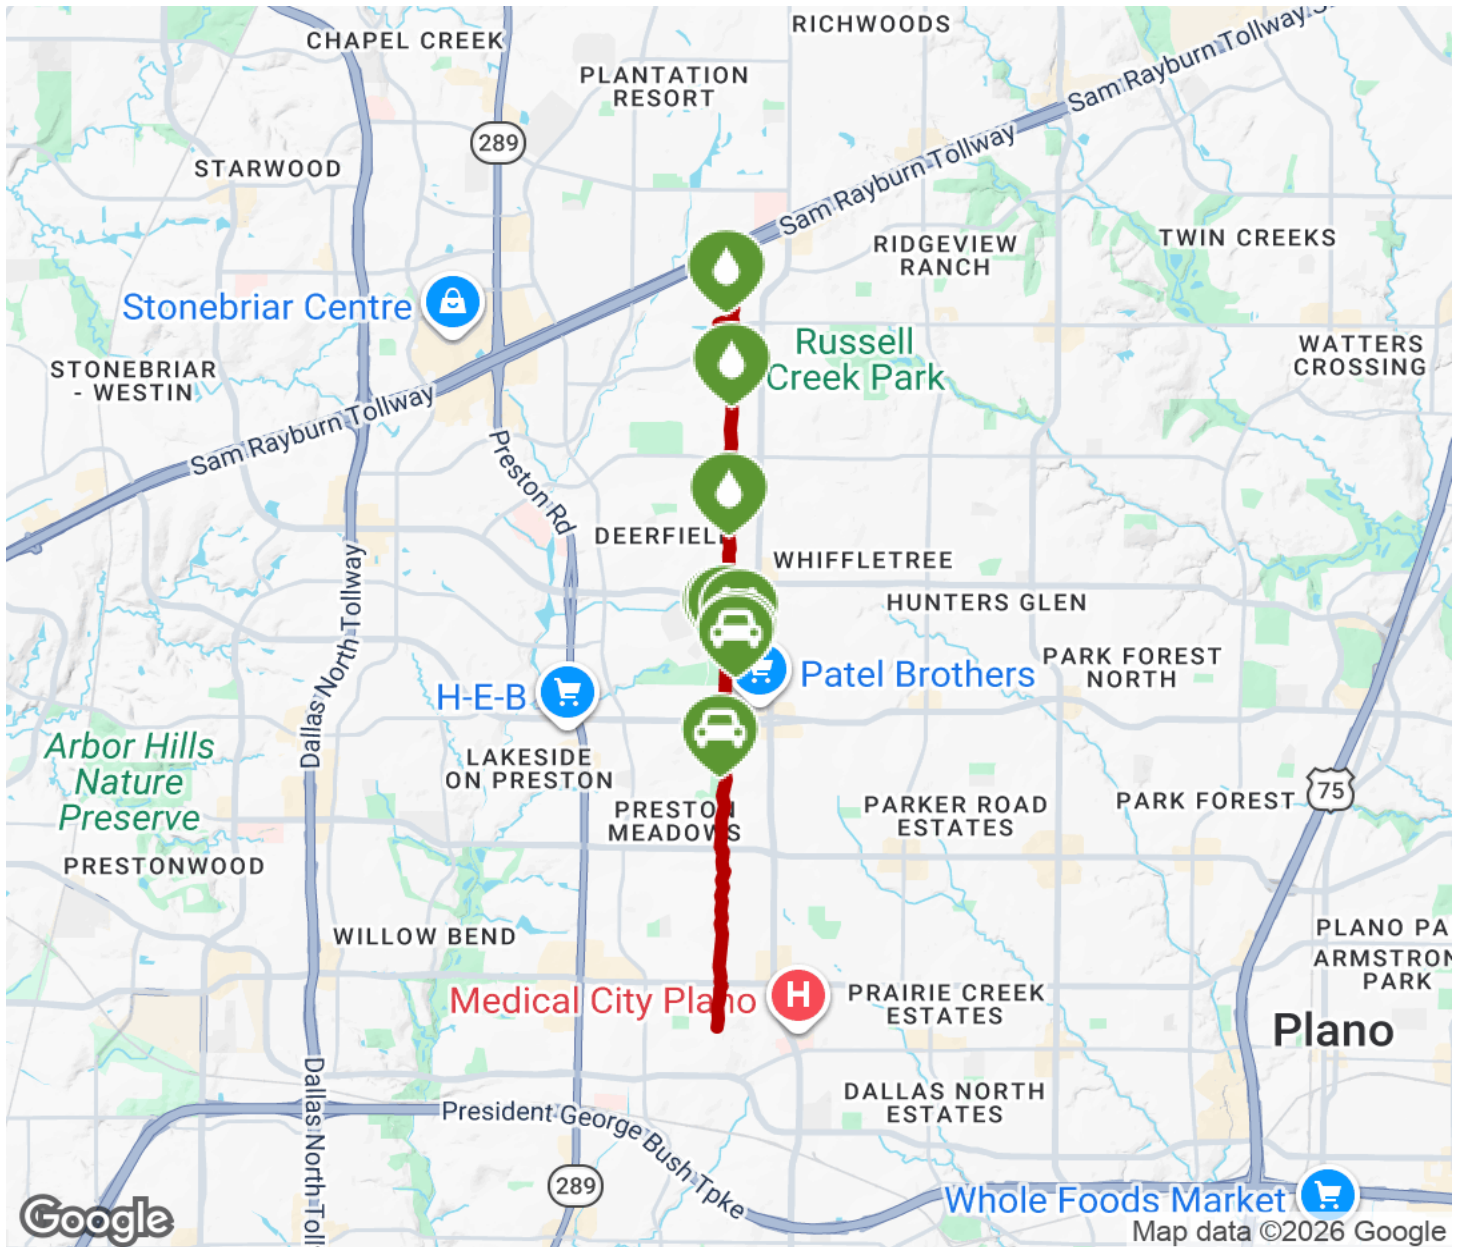 RICHWOODS
CHAPEL CREEK
PLANTATION
RESORT
Sam Rayburn Tollway
289
STARWOOD
Sam Rayburn Tollway
RIDGEVIEW
RANCH
TWIN CREEKS
Stonebriar Centre
Russell
Creek Park
WATTERS
CROSSING
STONEBRIAR
- WESTIN
Sam Rayburn Tollway
Preston Rd
DEERFIEL
WHIFFLETREE
HUNTERS GLEN
Dallas North Tollway
PARK FOREST
NORTH
Patel Brothers
H-E-B
Arbor Hills
Nature
Preserve
LAKESIDE
ON PRESTON
PRESTON
MEADOWS
PARKER ROAD
ESTATES
PARK FOREST
75
PRESTONWOOD
WILLOW BEND
PLANO PA
ARMSTRON
PARK
Medical City Plano
H
PRAIRIE CREEK
ESTATES
Plano
Dallas North Toll
DALLAS NORTH
ESTATES
President George Bush Tpke
289
Whole Foods Market
Google
Map data ©2026 Google